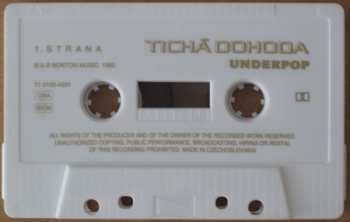 1. STRANA
TICHÁ DOHODA
UNDERPOP
ALL RIGHTS OF THE PRODUCER AND OF THE OWNER OF THE RECORDED WORK RESERVED.
UNAUTHORIZED COPYING, PUBLIC PERFORMANCE, BROADCASTING, HIRING OR RENTAL
OF THIS RECORDING PROHIBITED. MADE IN CZECHOSLOVAKIA